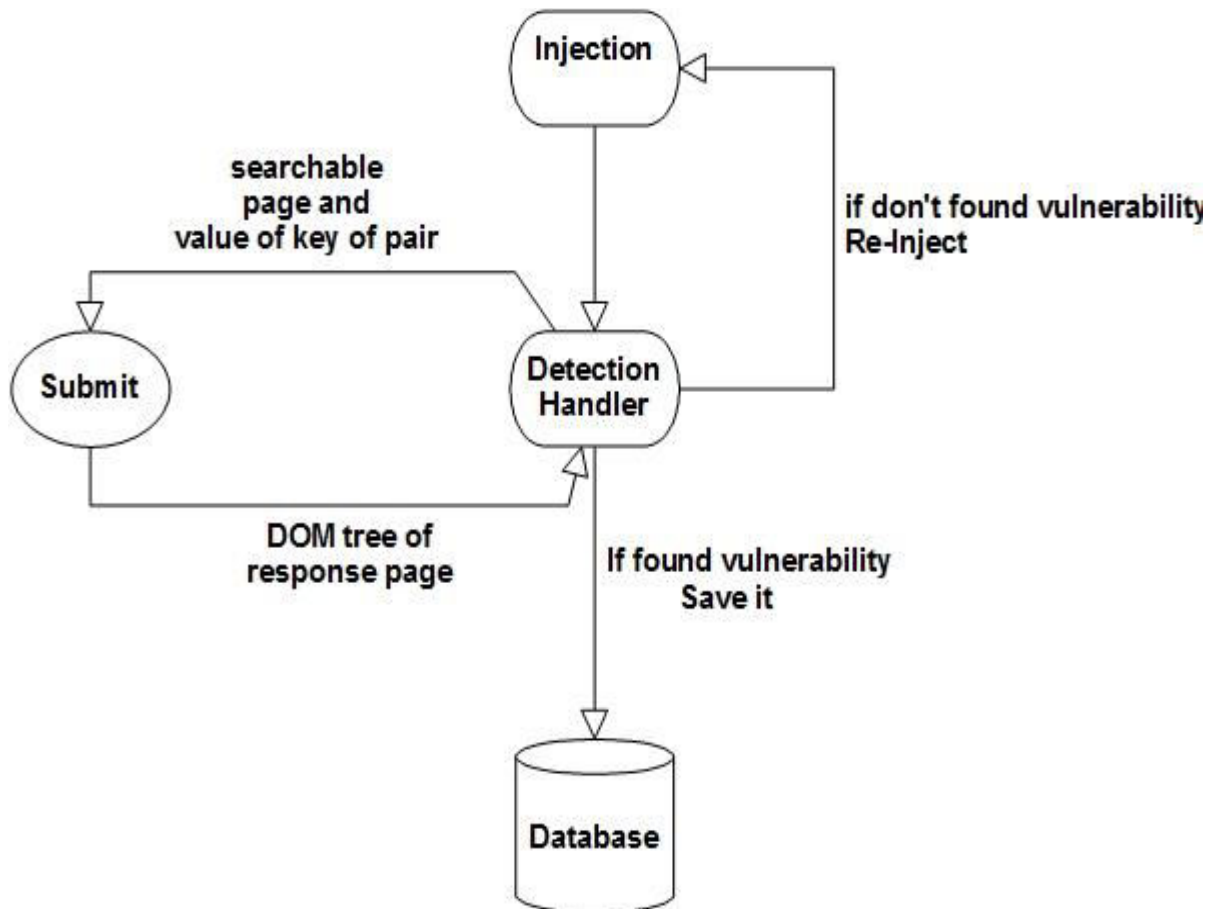 Injection
searchable
page and
value of key of pair
if don't found vulnerability
Re-Inject
Submit
Detection
Handler
DOM tree of
response page
If found vulnerability
Save it
Database